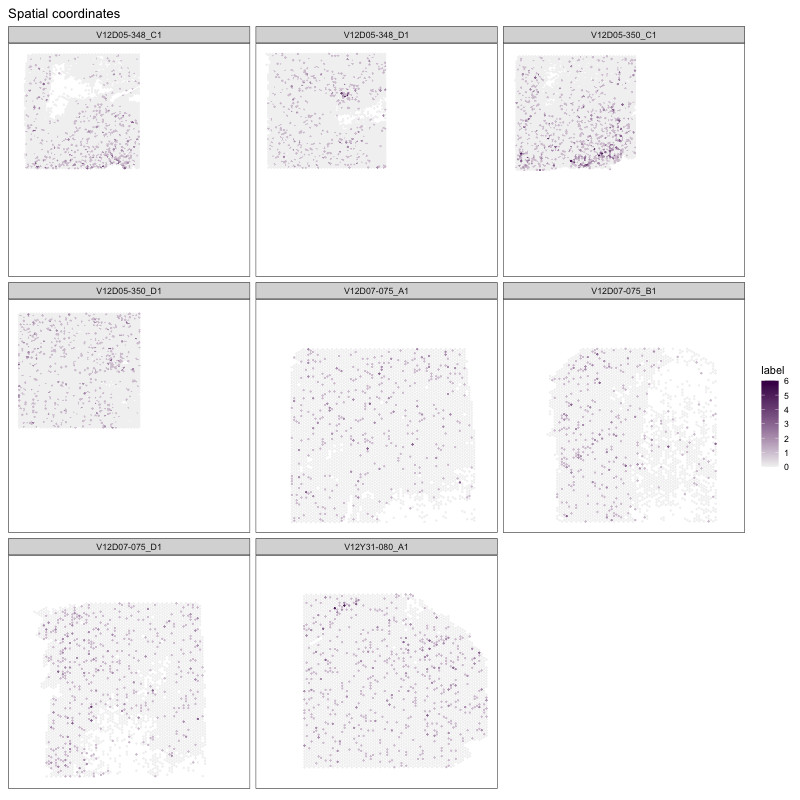 Spatial coordinates
V12D05-348_C1
V12D05-348_D1
V12D05-350_C1
V12D05-350_D1
V12D07-075_A1
V12D07-075_B1
label
6
5
4
3
2
1
0
V12D07-075_D1
V12Y31-080_A1